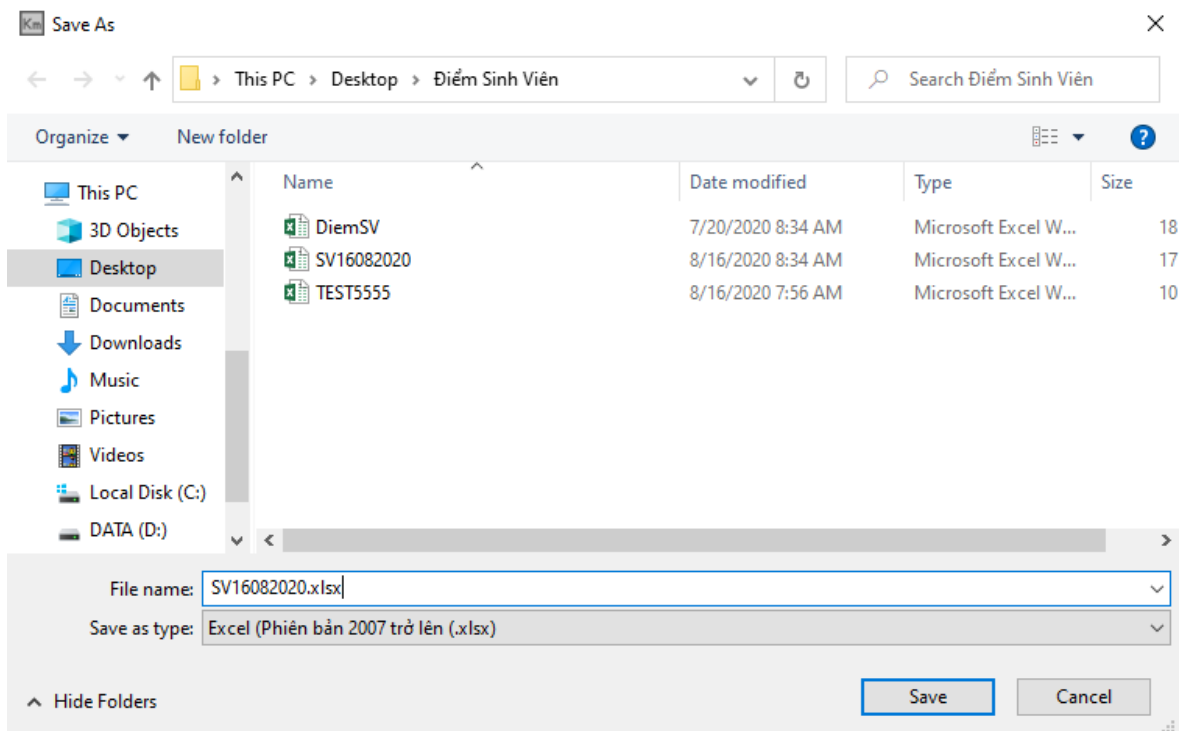 Km Save As
This PC > Desktop > Điểm Sinh Viên
Search Điểm Sinh Viên
Organize New folder
?
Name Date modified Type Size
This PC
3D Objects
Desktop
Documents
Downloads
Music
Pictures
Videos
Local Disk (C:)
DATA (D:)
DiemSV 7/20/2020 8:34 AM Microsoft Excel W... 18
SV16082020 8/16/2020 8:34 AM Microsoft Excel W... 17
TEST5555 8/16/2020 7:56 AM Microsoft Excel W... 10
File name: SV16082020.xlsx
Save as type: Excel (Phiên bản 2007 trở lên (.xlsx)
Hide Folders
Save Cancel